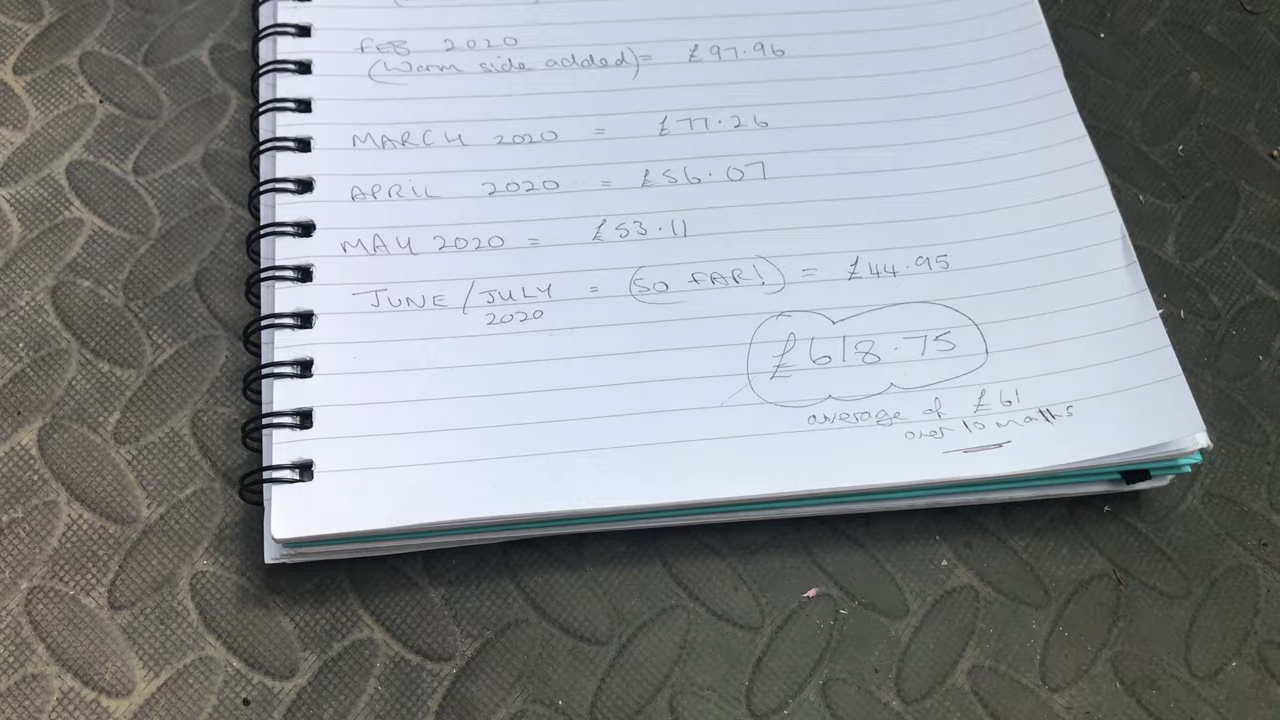 FEB 2020
(Warm side added) = £97.96
MARCH 2020 = £77.26
APRIL 2020 = £56.07
MAY 2020 = £53.11
JUNE / JULY = (SO FAR!) = £44.95
2020
£618.75
average of £61
over 10 months